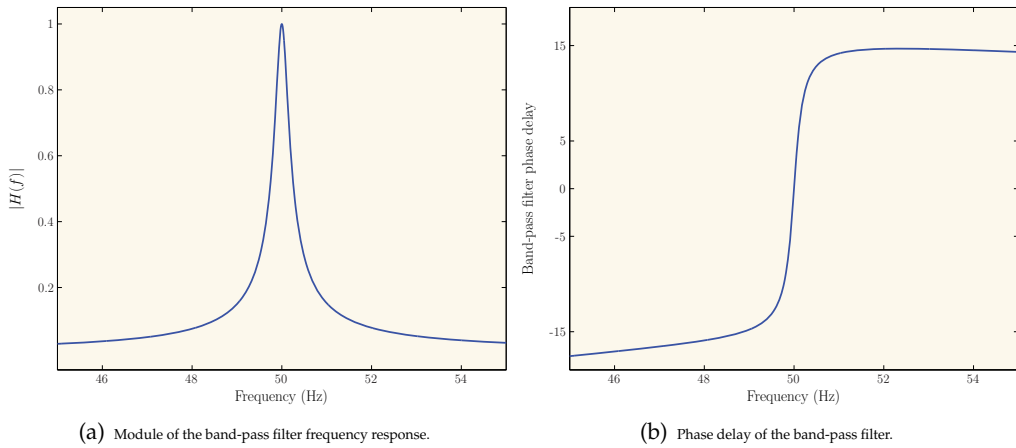 1
0.8
0.6
0.4
0.2
|H(f)|
46 48 50 52 54
Frequency (Hz)
(a) Module of the band-pass filter frequency response.
15
5
0
-5
-15
Band-pass filter phase delay
46 48 50 52 54
Frequency (Hz)
(b) Phase delay of the band-pass filter.